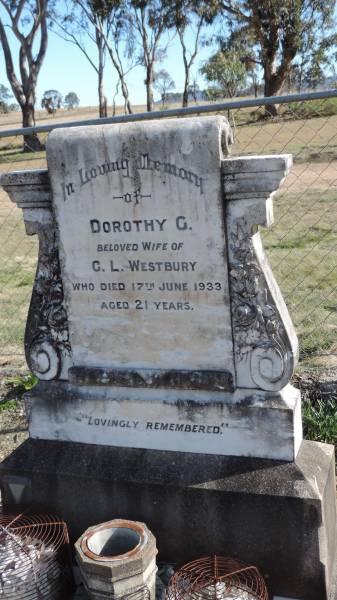 In Loving Memory
-of-
DOROTHY G.
BELOVED WIFE OF
G. L. WESTBURY
WHO DIED 17TH JUNE 1933
AGED 21 YEARS.
"LOVINGLY REMEMBERED."